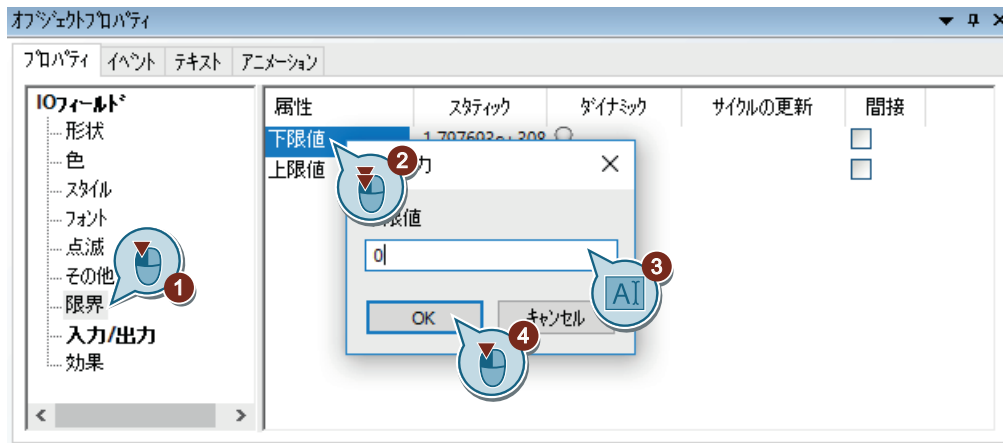 オブジェクトプロパティ
プロパティ イベント テキスト アニメーション
IOフィールド
形状
色
スタイル
フォント
点滅
その他
限界
入力/出力
効果
属性 スタティック ダイナミック サイクルの更新 間接
下限値
上限値
力
限値
0
OK キャンセル
1
2
3
AI
4